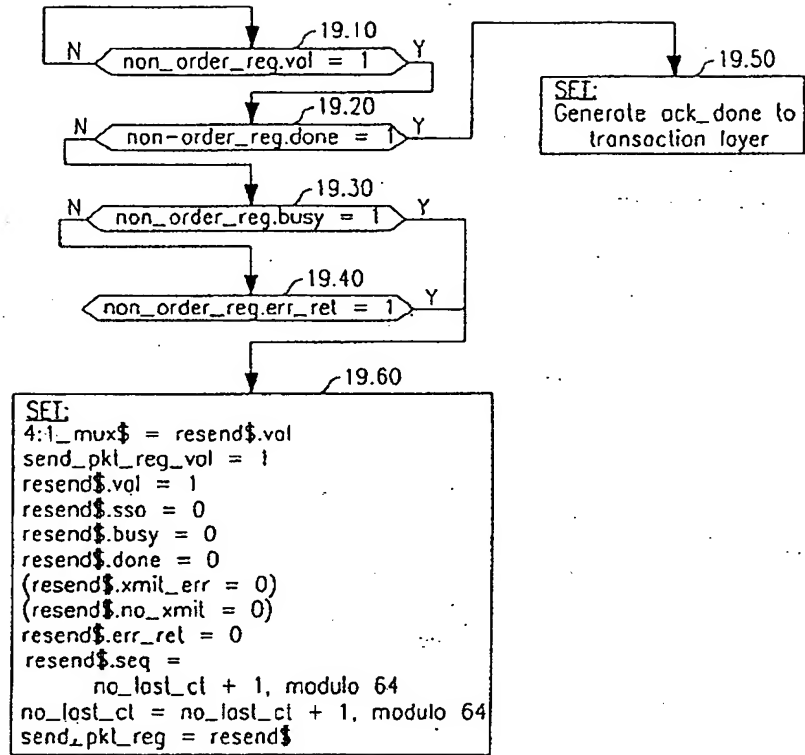 19.10
N non_order_reg.val = 1 Y
19.20
N non-order_reg.done = 1 Y
19.50
SET:
Generate ack_done to
transaction layer
19.30
N non_order_reg.busy = 1 Y
19.40
non_order_reg.err_ret = 1 Y
19.60
SET:
4:1_mux$ = resend$.val
send_pkt_reg_val = 1
resend$.val = 1
resend$.sso = 0
resend$.busy = 0
resend$.done = 0
(resend$.xmit_err = 0)
(resend$.no_xmit = 0)
resend$.err_ret = 0
resend$.seq =
no_last_ct + 1, modulo 64
no_last_ct = no_last_ct + 1, modulo 64
send_pkt_reg = resend$